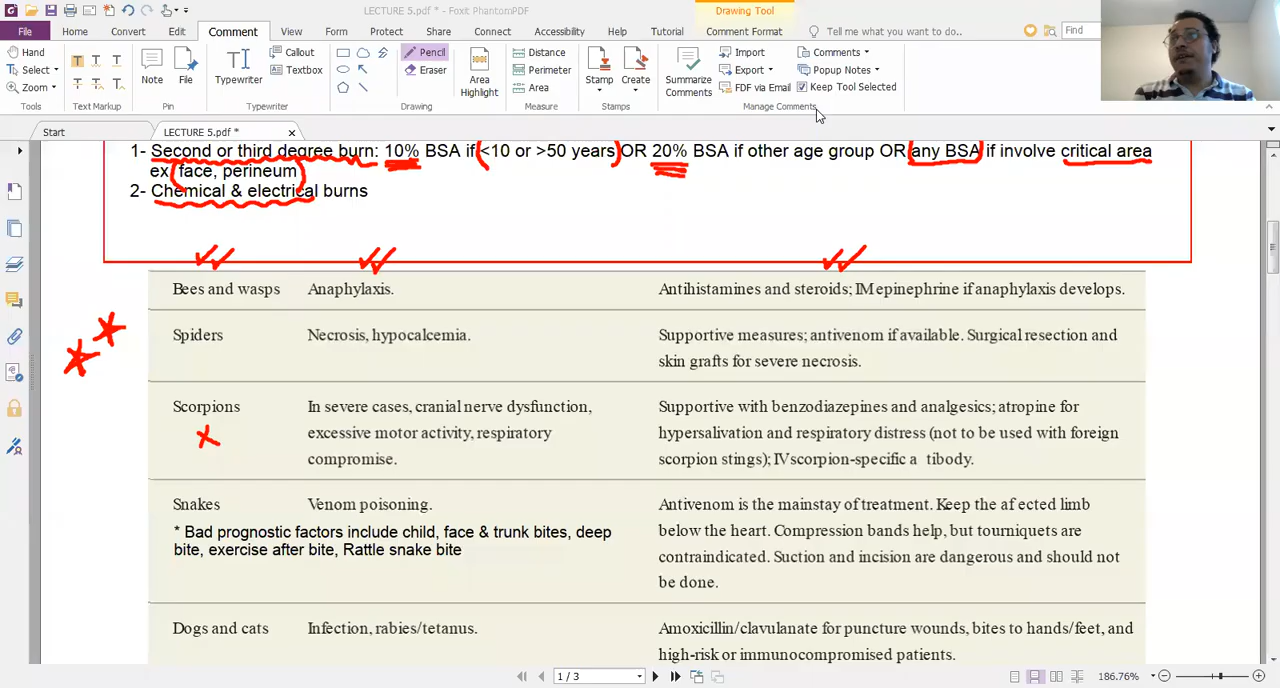 LECTURE 5.pdf * - Foxit PhantomPDF
Drawing Tool
File Home Convert Edit Comment View Form Protect Share Connect Accessibility Help Tutorial Comment Format Tell me what you want to do.. Find
Hand
Select
Zoom
Tools
T T T
T T T
Text Markup
Note
File
Pin
Typewriter
Callout
Textbox
Typewriter
Pencil
Eraser
Drawing
Area
Highlight
Distance
Perimeter
Area
Measure
Stamp
Create
Stamps
Summarize
Comments
Import
Export
FDF via Email
Comments
Popup Notes
Keep Tool Selected
Manage Comments
Start
LECTURE 5.pdf *
1- Second or third degree burn: 10% BSA if <10 or >50 years OR 20% BSA if other age group OR any BSA if involve critical area
ex face, perineum
2- Chemical & electrical burns
Bees and wasps Anaphylaxis. Antihistamines and steroids; IM epinephrine if anaphylaxis develops.
Spiders Necrosis, hypocalcemia. Supportive measures; antivenom if available. Surgical resection and
skin grafts for severe necrosis.
Scorpions In severe cases, cranial nerve dysfunction, Supportive with benzodiazepines and analgesics; atropine for
excessive motor activity, respiratory hypersalivation and respiratory distress (not to be used with foreign
compromise. scorpion stings); IVscorpion-specific a tibody.
Snakes Venom poisoning. Antivenom is the mainstay of treatment. Keep the af ected limb
* Bad prognostic factors include child, face & trunk bites, deep below the heart. Compression bands help, but tourniquets are
bite, exercise after bite, Rattle snake bite contraindicated. Suction and incision are dangerous and should not
be done.
Dogs and cats Infection, rabies/tetanus. Amoxicillin/clavulanate for puncture wounds, bites to hands/feet, and
high-risk or immunocompromised patients.
1 / 3
186.76%